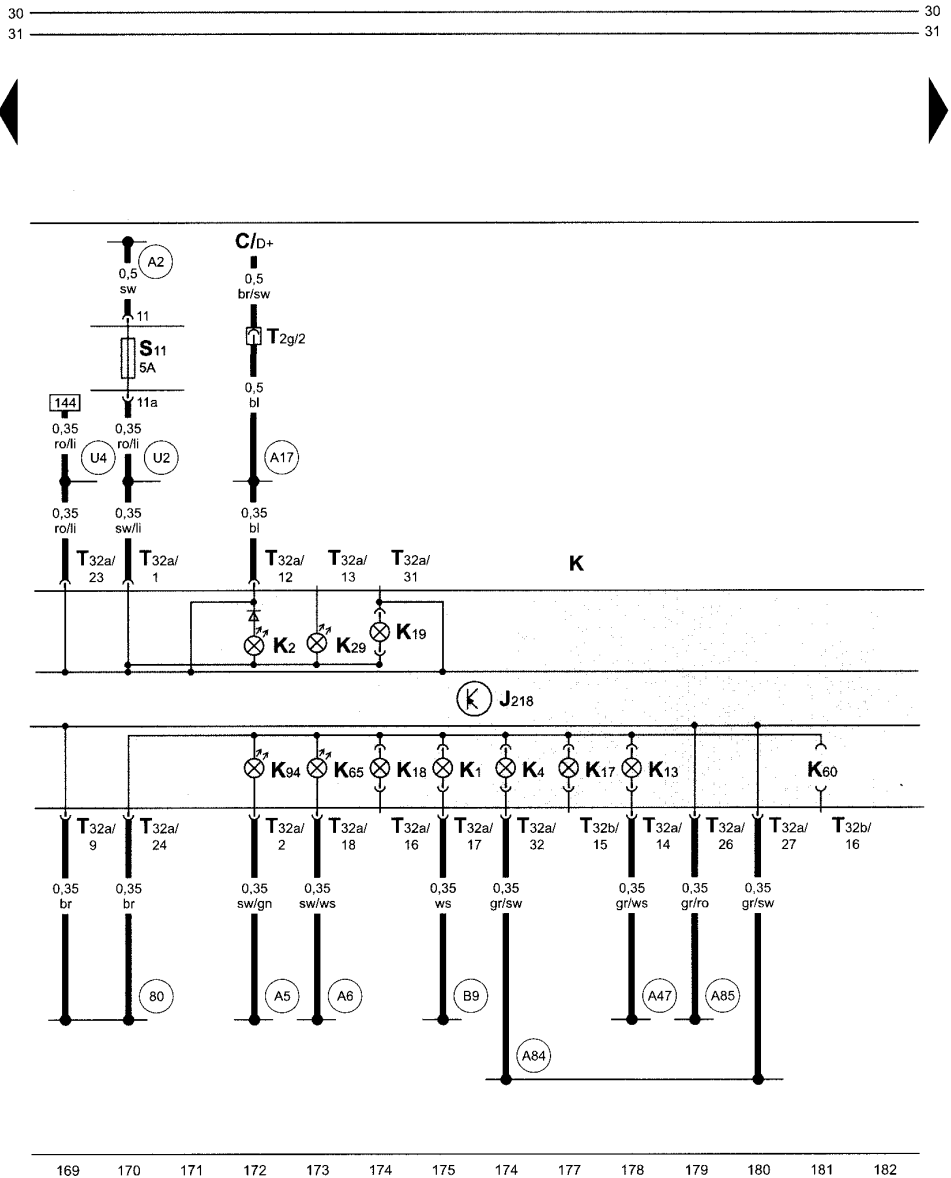 30 30
31 31
A2
C/D+
0,5 0,5
sw br/sw
11
T2g/2
S11
5A
0,5
bl
144 11a
0,35 0,35
ro/li ro/li
U4 U2 A17
0,35 0,35 0,35
ro/li sw/li bl
T32a/ T32a/ T32a/ T32a/ T32a/ K
23 1 12 13 31
K2 K29 K19
J218
K94 K65 K18 K1 K4 K17 K13 K60
T32a/ T32a/ T32a/ T32a/ T32a/ T32a/ T32a/ T32b/ T32a/ T32a/ T32a/ T32b/
9 24 2 18 16 17 32 15 14 26 27 16
0,35 0,35 0,35 0,35 0,35 0,35 0,35 0,35 0,35
br br sw/gn sw/ws ws gr/sw gr/ws gr/ro gr/sw
80 A5 A6 B9 A47 A85
A84
169 170 171 172 173 174 175 174 177 178 179 180 181 182